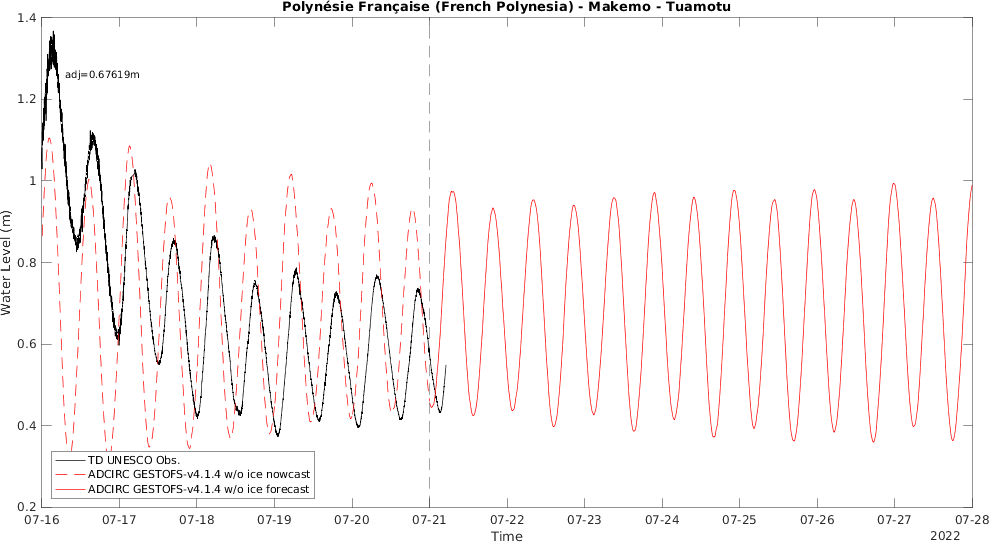 Polynésie Française (French Polynesia) - Makemo - Tuamotu
1.4
adj=0.67619m
1.2
1
0.8
Water Level (m)
0.6
0.4
TD UNESCO Obs.
ADCIRC GESTOFS-v4.1.4 w/o ice nowcast
ADCIRC GESTOFS-v4.1.4 w/o ice forecast
0.2
07-16 07-17 07-18 07-19 07-20 07-21 07-22 07-23 07-24 07-25 07-26 07-27 07-28
Time
2022